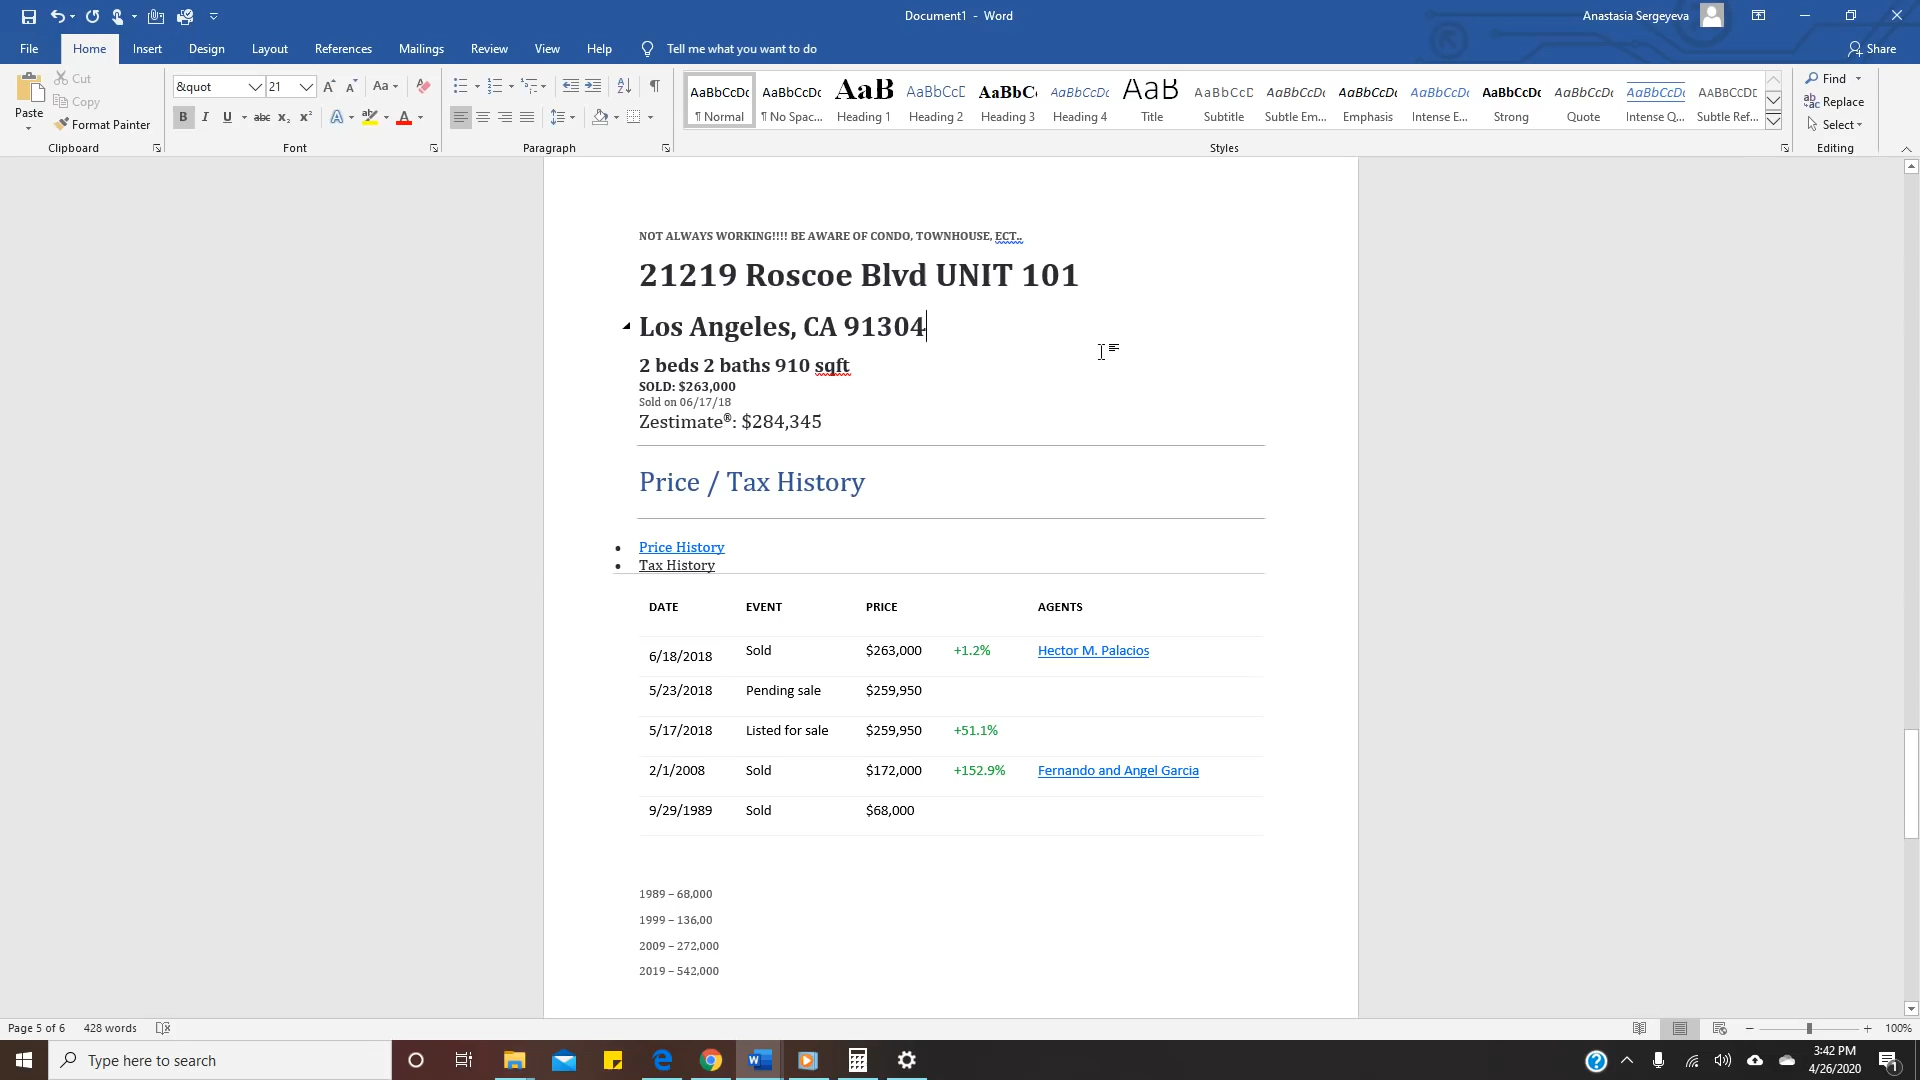 Document1 - Word
Anastasia Sergeyeva
File Home Insert Design Layout References Mailings Review View Help Tell me what you want to do Share
Paste Cut Copy Format Painter Clipboard
&quot 21 Aa
B I U abc x₂ x² A A
Font
Paragraph
AaBbCcDc AaBbCcDc AaB AaBbCcD AaBbC AaBbCcDc AaB AaBbCcD AaBbCcDc AaBbCcDc AaBbCcDc AaBbCcDc AaBbCcDc AaBbCcDc AaBbCcDc
¶ Normal ¶ No Spac... Heading 1 Heading 2 Heading 3 Heading 4 Title Subtitle Subtle Em... Emphasis Intense E... Strong Quote Intense Q... Subtle Ref...
Styles
Find Replace Select Editing
NOT ALWAYS WORKING!!!! BE AWARE OF CONDO, TOWNHOUSE, ECT..
21219 Roscoe Blvd UNIT 101
Los Angeles, CA 91304
2 beds 2 baths 910 sqft
SOLD: $263,000
Sold on 06/17/18
Zestimate®: $284,345
Price / Tax History
• Price History
• Tax History
DATE EVENT PRICE AGENTS
6/18/2018 Sold $263,000 +1.2% Hector M. Palacios
5/23/2018 Pending sale $259,950
5/17/2018 Listed for sale $259,950 +51.1%
2/1/2008 Sold $172,000 +152.9% Fernando and Angel Garcia
9/29/1989 Sold $68,000
1989 – 68,000
1999 – 136,00
2009 – 272,000
2019 – 542,000
Page 5 of 6 428 words 100%
Type here to search
3:42 PM
4/26/2020